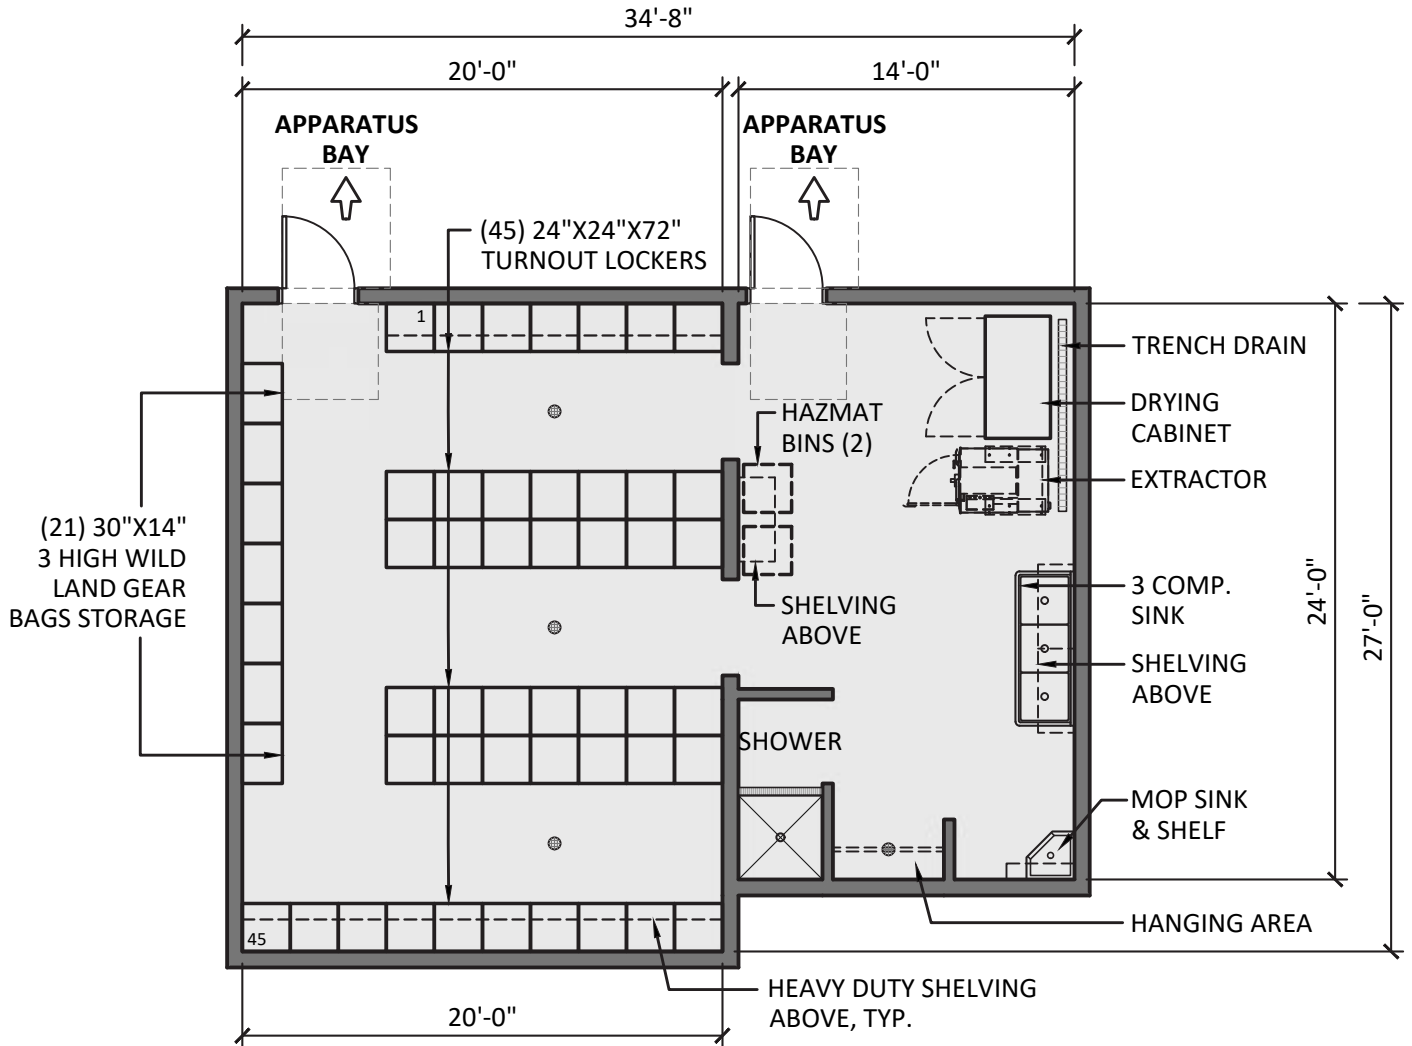 34'-8"
20'-0"
14'-0"
APPARATUS
BAY
APPARATUS
BAY
(45) 24"X24"X72"
TURNOUT LOCKERS
1
TRENCH DRAIN
DRYING
CABINET
HAZMAT
BINS (2)
EXTRACTOR
(21) 30"X14"
3 HIGH WILD
LAND GEAR
BAGS STORAGE
3 COMP.
SINK
SHELVING
ABOVE
SHELVING
ABOVE
24'-0"
27'-0"
SHOWER
MOP SINK
& SHELF
HANGING AREA
45
HEAVY DUTY SHELVING
ABOVE, TYP.
20'-0"